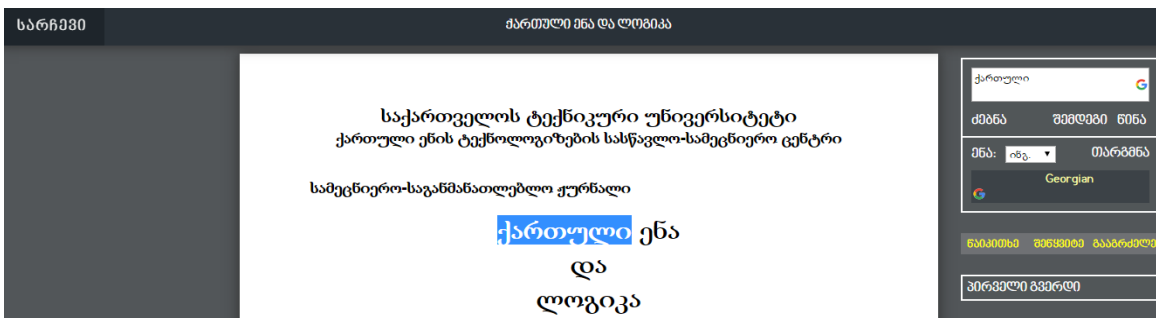 სარჩევი
ქართული ენა და ლოგიკა
საქართველოს ტექნიკური უნივერსიტეტი
ქართული ენის ტექნოლოგიზების სასწავლო-სამეცნიერო ცენტრი
სამეცნიერო-საგანმანათლებლო ჟურნალი
ქართული ენა
და
ლოგიკა
ქართული
ძებნა შემდეგი წინა
ენა: ინგ. თარგმნა
Georgian
წაიკითხე შეწყვიტე გააგრძელე
პირველი გვერდი